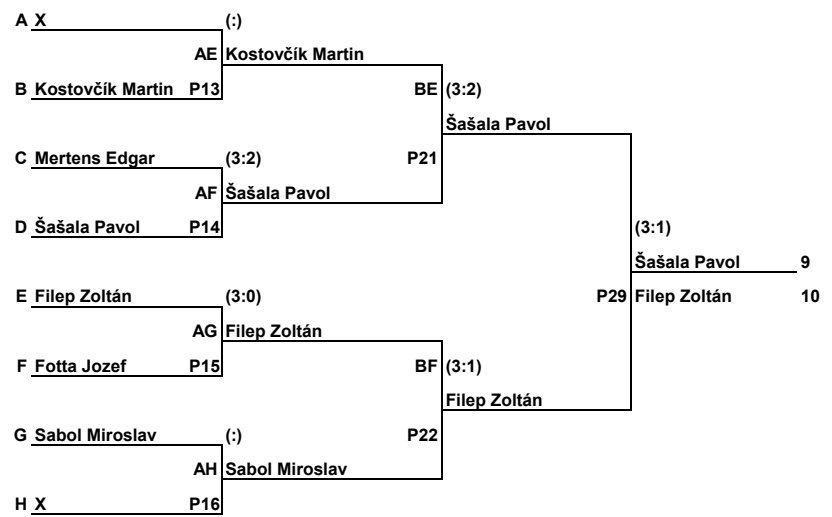 A X (:)
AE Kostovčík Martin
B Kostovčík Martin P13 BE (3:2)
Šašala Pavol
C Mertens Edgar (3:2) P21
AF Šašala Pavol
D Šašala Pavol P14 (3:1)
Šašala Pavol 9
E Filep Zoltán (3:0) P29 Filep Zoltán 10
AG Filep Zoltán
F Fotta Jozef P15 BF (3:1)
Filep Zoltán
G Sabol Miroslav (:) P22
AH Sabol Miroslav
H X P16